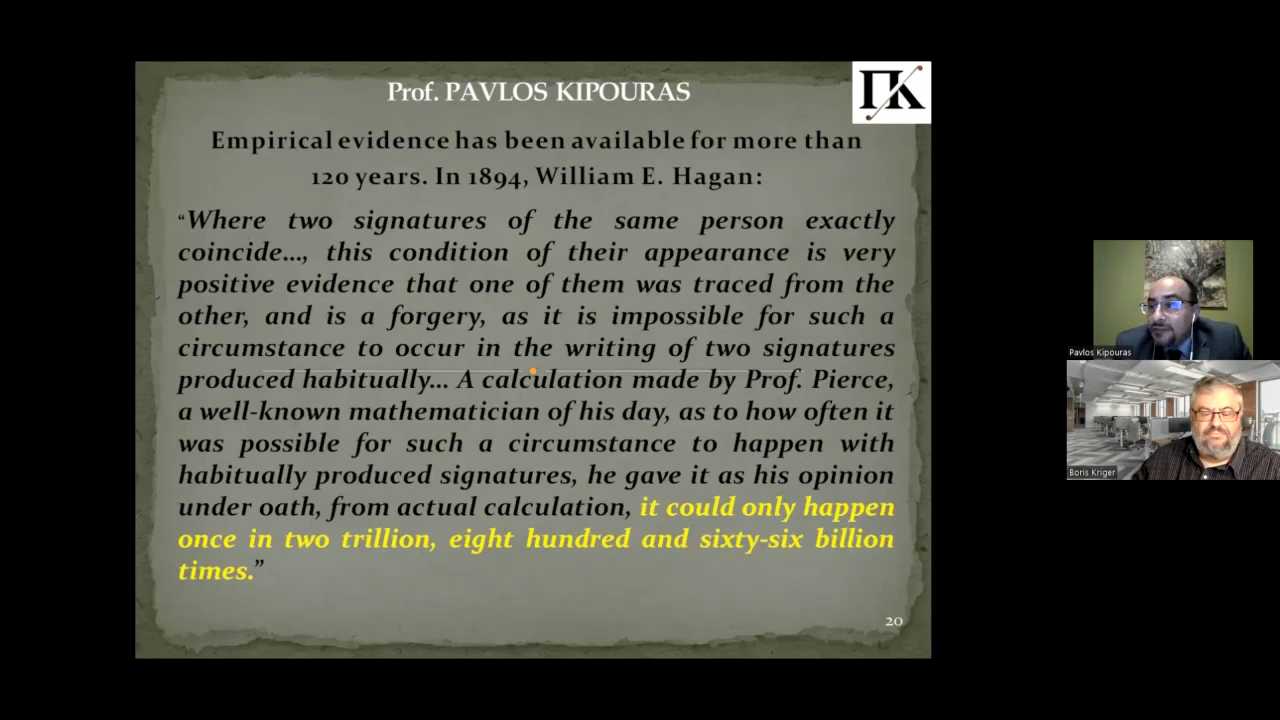 Prof. PAVLOS KIPOURAS
ΠΚ
Empirical evidence has been available for more than
120 years. In 1894, William E. Hagan:
“Where two signatures of the same person exactly
coincide…, this condition of their appearance is very
positive evidence that one of them was traced from the
other, and is a forgery, as it is impossible for such a
circumstance to occur in the writing of two signatures
produced habitually… A calculation made by Prof. Pierce,
a well-known mathematician of his day, as to how often it
was possible for such a circumstance to happen with
habitually produced signatures, he gave it as his opinion
under oath, from actual calculation, it could only happen
once in two trillion, eight hundred and sixty-six billion
times.”
20
Pavlos Kipouras
Boris Kriger